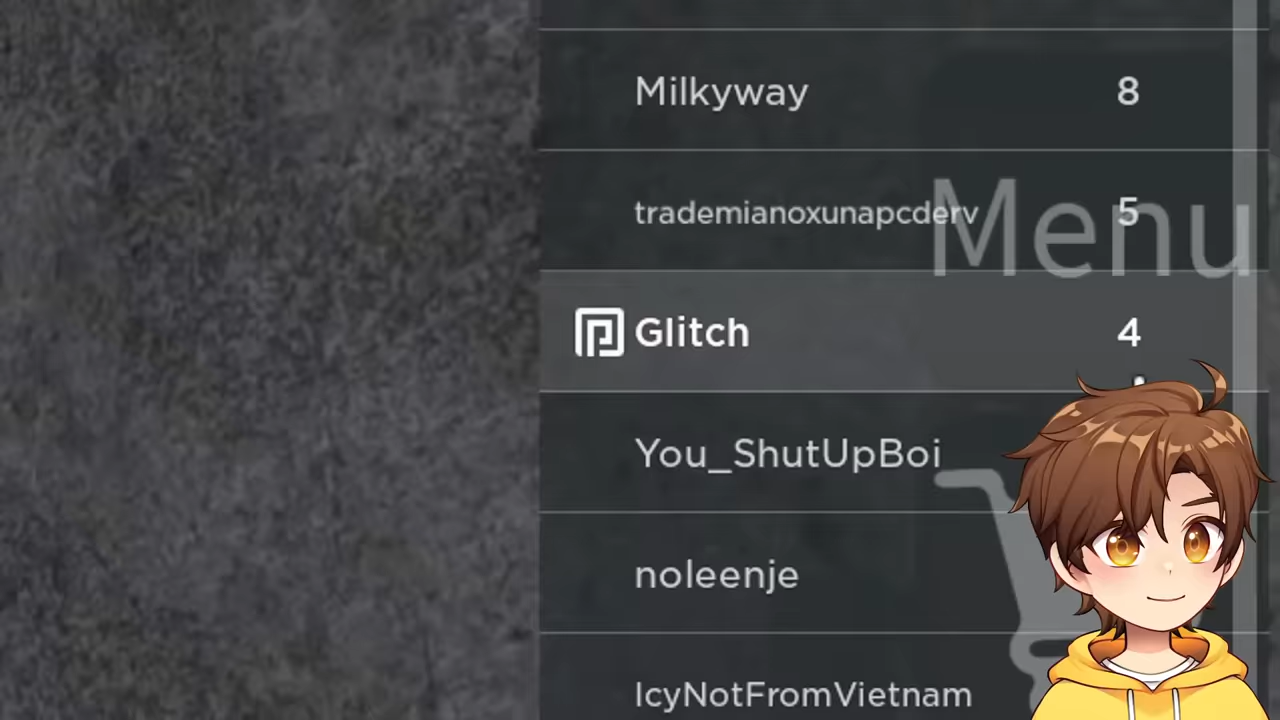 Milkyway 8
trademianoxunapcderv 5
Menu
Glitch 4
You_ShutUpBoi
noleenje
IcyNotFromVietnam